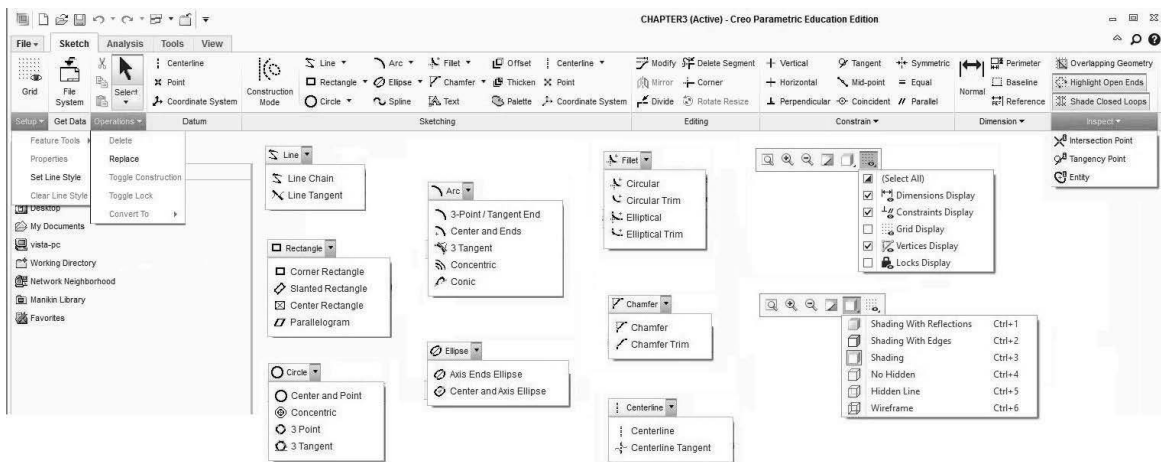 CHAPTER3 (Active) - Creo Parametric Education Edition
File Sketch Analysis Tools View
Grid
File System
Select
Centerline
Point
Coordinate System
Construction Mode
Line Arc Fillet Offset Centerline
Rectangle Ellipse Chamfer Thicken Point
Circle Spline Text Palette Coordinate System
Modify Delete Segment
Mirror Corner
Divide Rotate Resize
Vertical Tangent Symmetric
Horizontal Mid-point Equal
Perpendicular Coincident Parallel
Normal
Perimeter
Baseline
Reference
Overlapping Geometry
Highlight Open Ends
Shade Closed Loops
Setup Get Data Operations Datum Sketching Editing Constrain Dimension Inspect
Feature Tools
Properties
Set Line Style
Clear Line Style
Delete
Replace
Toggle Construction
Toggle Lock
Convert To
Desktop
My Documents
vista-pc
Working Directory
Network Neighborhood
Manikin Library
Favorites
Line
Line Chain
Line Tangent
Rectangle
Corner Rectangle
Slanted Rectangle
Center Rectangle
Parallelogram
Circle
Center and Point
Concentric
3 Point
3 Tangent
Arc
3-Point / Tangent End
Center and Ends
3 Tangent
Concentric
Conic
Ellipse
Axis Ends Ellipse
Center and Axis Ellipse
Fillet
Circular
Circular Trim
Elliptical
Elliptical Trim
Chamfer
Chamfer
Chamfer Trim
Centerline
Centerline
Centerline Tangent
(Select All)
Dimensions Display
Constraints Display
Grid Display
Vertices Display
Locks Display
Shading With Reflections Ctrl+1
Shading With Edges Ctrl+2
Shading Ctrl+3
No Hidden Ctrl+4
Hidden Line Ctrl+5
Wireframe Ctrl+6
Intersection Point
Tangency Point
Entity